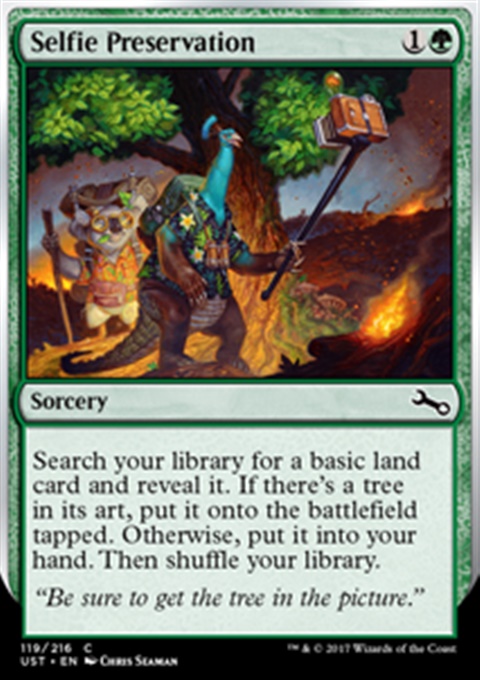 Selfie Preservation 1
Sorcery
Search your library for a basic land
card and reveal it. If there's a tree
in its art, put it onto the battlefield
tapped. Otherwise, put it into your
hand. Then shuffle your library.
"Be sure to get the tree in the picture."
119/216 C
UST • EN Chris Seaman
™ & © 2017 Wizards of the Coast